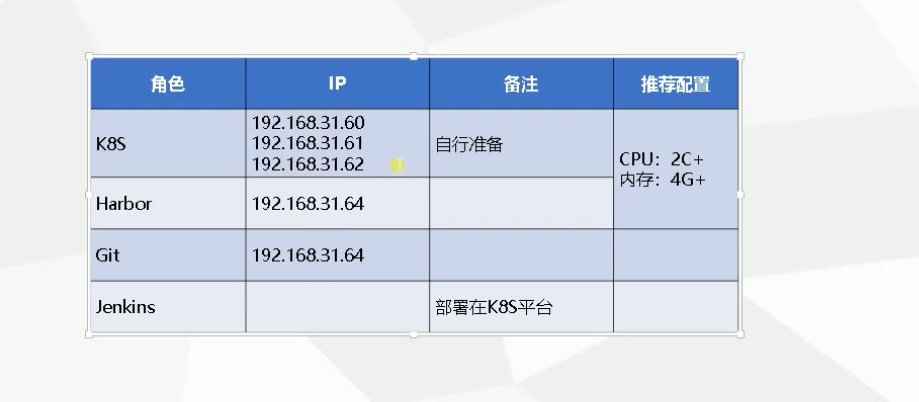 角色 IP 备注 推荐配置
K8S
192.168.31.60
192.168.31.61
192.168.31.62
自行准备
CPU：2C+
内存：4G+
Harbor 192.168.31.64
Git 192.168.31.64
Jenkins 部署在K8S平台